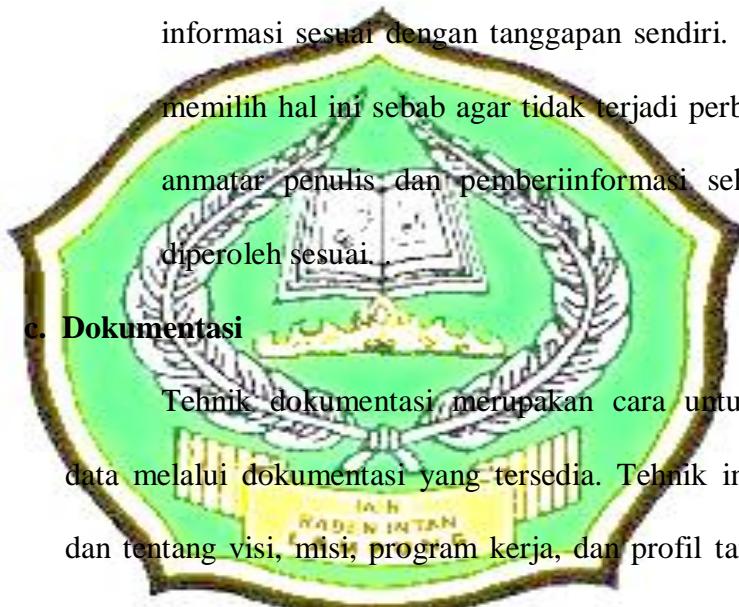 informasi sesuai dengan tanggapan sendiri.
memilih hal ini sebab agar tidak terjadi perb
anmatar penulis dan pemberiinformasi sel
diperoleh sesuai. .
c. Dokumentasi
Tehnik dokumentasi merupakan cara untu
data melalui dokumentasi yang tersedia. Tehnik in
IAIN
RADEN INTAN
LAMPUNG
dan tentang visi, misi, program kerja, dan profil ta